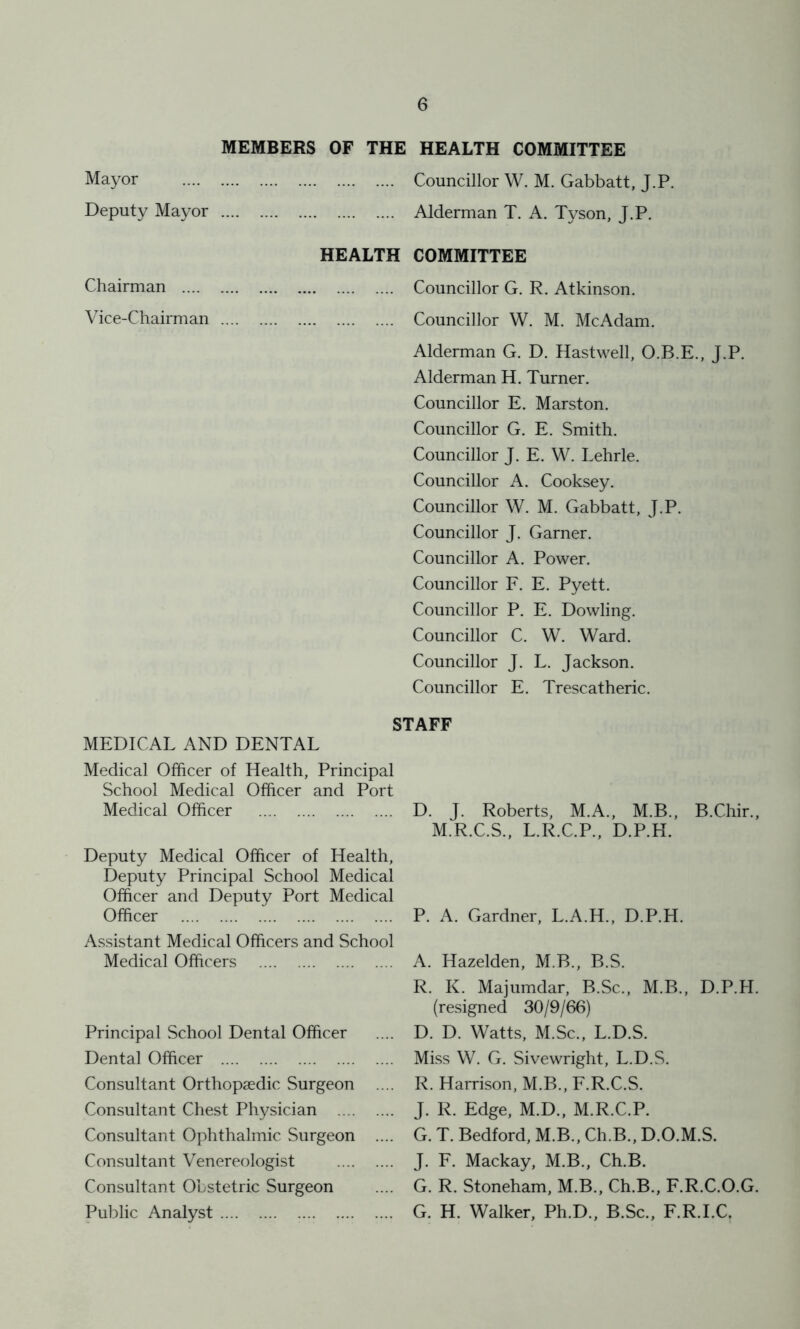 6
MEMBERS OF THE HEALTH COMMITTEE
Mayor .... .... .... .... .... .... Councillor W. M. Gabbatt, J.P.
Deputy Mayor .... .... .... .... .... .... Alderman T. A. Tyson, J.P.
HEALTH COMMITTEE
Chairman .... .... .... .... .... .... Councillor G. R. Atkinson.
Vice-Chairman .... .... .... .... .... Councillor W. M. McAdam.
Alderman G. D. Hastwell, O.B.E., J.P.
Alderman H. Turner.
Councillor E. Marston.
Councillor G. E. Smith.
Councillor J. E. W. Lehrle.
Councillor A. Cooksey.
Councillor W. M. Gabbatt, J.P.
Councillor J. Garner.
Councillor A. Power.
Councillor F. E. Pyett.
Councillor P. E. Dowling.
Councillor C. W. Ward.
Councillor J. L. Jackson.
Councillor E. Trescatheric.
STAFF
MEDICAL AND DENTAL
Medical Officer of Health, Principal
School Medical Officer and Port
Medical Officer .... .... .... .... D. J. Roberts, M.A., M.B., B.Chir.,
M.R.C.S., L.R.C.P., D.P.H.
Deputy Medical Officer of Health,
Deputy Principal School Medical
Officer and Deputy Port Medical
Officer .... .... .... .... .... .... P. A. Gardner, L.A.H., D.P.H.
Assistant Medical Officers and School
Medical Officers .... .... .... .... A. Hazelden, M.B., B.S.
R. K. Majumdar, B.Sc., M.B., D.P.H.
(resigned 30/9/66)
Principal School Dental Officer .... D. D. Watts, M.Sc., L.D.S.
Dental Officer .... .... .... .... .... Miss W. G. Sivewright, L.D.S.
Consultant Orthopædic Surgeon .... R. Harrison, M.B., F.R.C.S.
Consultant Chest Physician .... .... J. R. Edge, M.D., M.R.C.P.
Consultant Ophthalmic Surgeon .... G. T. Bedford, M.B., Ch.B., D.O.M.S.
Consultant Venereologist .... .... J. F. Mackay, M.B., Ch.B.
Consultant Obstetric Surgeon .... G. R. Stoneham, M.B., Ch.B., F.R.C.O.G.
Public Analyst .... .... .... .... .... G. H. Walker, Ph.D., B.Sc., F.R.I.C.